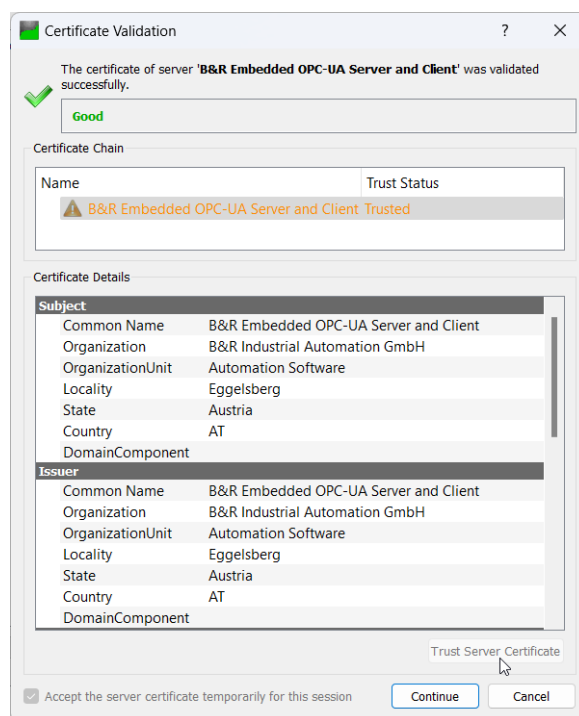 Certificate Validation ? ×
The certificate of server 'B&R Embedded OPC-UA Server and Client' was validated
successfully.
Good
Certificate Chain
Name Trust Status
B&R Embedded OPC-UA Server and Client Trusted
Certificate Details
Subject
Common Name B&R Embedded OPC-UA Server and Client
Organization B&R Industrial Automation GmbH
OrganizationUnit Automation Software
Locality Eggelsberg
State Austria
Country AT
DomainComponent
Issuer
Common Name B&R Embedded OPC-UA Server and Client
Organization B&R Industrial Automation GmbH
OrganizationUnit Automation Software
Locality Eggelsberg
State Austria
Country AT
DomainComponent
Trust Server Certificate
Accept the server certificate temporarily for this session Continue Cancel